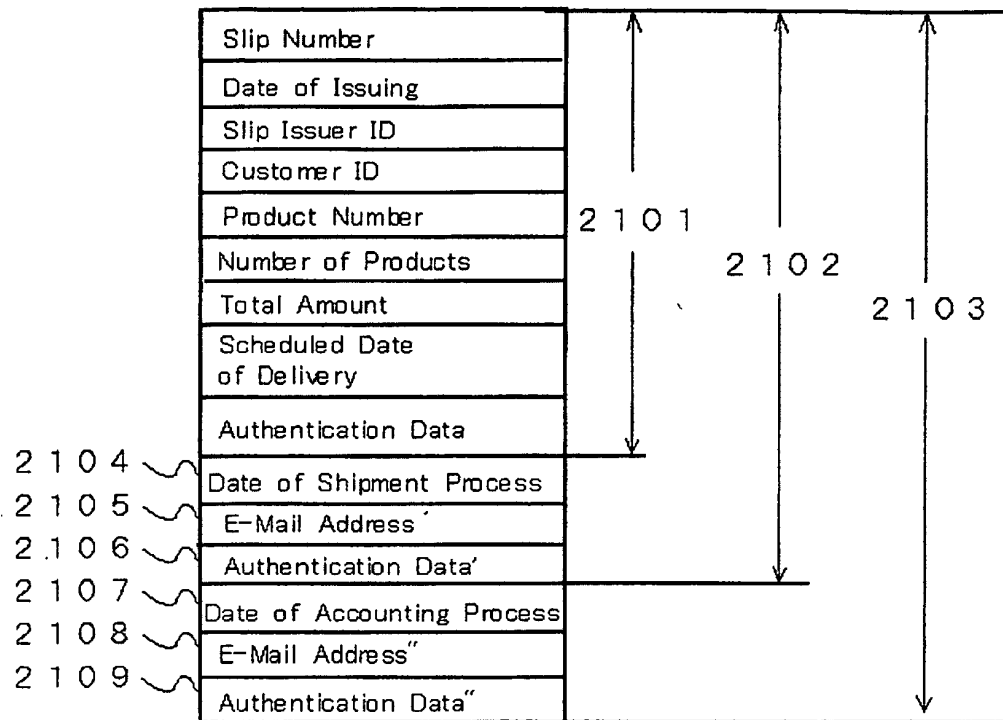 Slip Number
Date of Issuing
Slip Issuer ID
Customer ID
Product Number
Number of Products
Total Amount
Scheduled Date
of Delivery
Authentication Data
Date of Shipment Process
E-Mail Address'
Authentication Data'
Date of Accounting Process
E-Mail Address"
Authentication Data"
2101
2102
2103
2104
2105
2106
2107
2108
2109